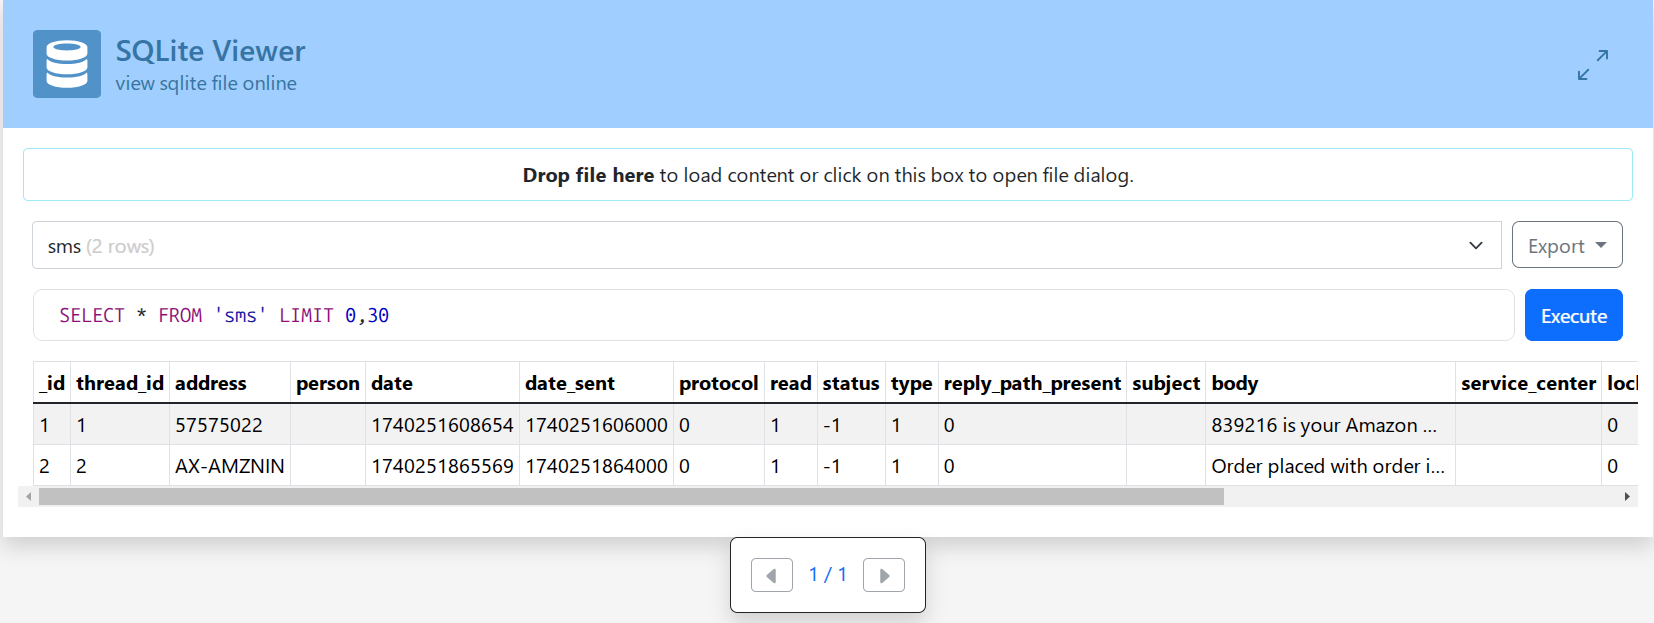 SQLite Viewer
view sqlite file online
Drop file here to load content or click on this box to open file dialog.
sms (2 rows)
Export
SELECT * FROM 'sms' LIMIT 0,30
Execute
_id thread_id address person date date_sent protocol read status type reply_path_present subject body service_center loc
1 1 57575022 1740251608654 1740251606000 0 1 -1 1 0 839216 is your Amazon ... 0
2 2 AX-AMZNIN 1740251865569 1740251864000 0 1 -1 1 0 Order placed with order i... 0
1 / 1